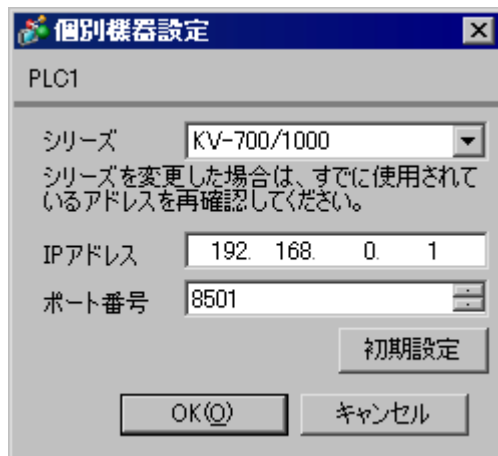 個別機器設定
PLC1
シリーズ KV-700/1000
シリーズを変更した場合は、すでに使用されて
いるアドレスを再確認してください。
IPアドレス 192. 168. 0. 1
ポート番号 8501
初期設定
OK(O) キャンセル